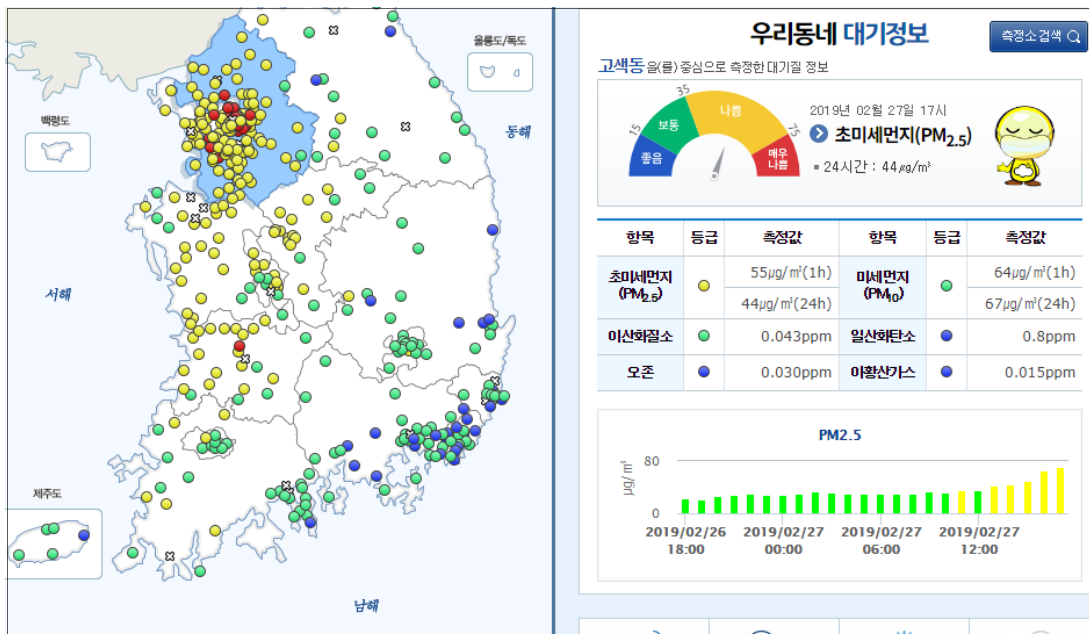 울릉도/독도
백령도
동해
서해
제주도
남해
우리동네 대기정보
측정소 검색
고색동 을(를) 중심으로 측정한 대기질 정보
15
35
75
좋음
보통
나쁨
매우
나쁨
2019년 02월 27일 17시
초미세먼지(PM2.5)
24시간 : 44㎍/㎥
항목 등급 측정값 항목 등급 측정값
초미세먼지
(PM2.5)
55㎍/㎥(1h)
44㎍/㎥(24h)
미세먼지
(PM10)
64㎍/㎥(1h)
67㎍/㎥(24h)
이산화질소 0.043ppm 일산화탄소 0.8ppm
오존 0.030ppm 아황산가스 0.015ppm
PM2.5
㎍/㎥
80
0
2019/02/26
18:00
2019/02/27
00:00
2019/02/27
06:00
2019/02/27
12:00